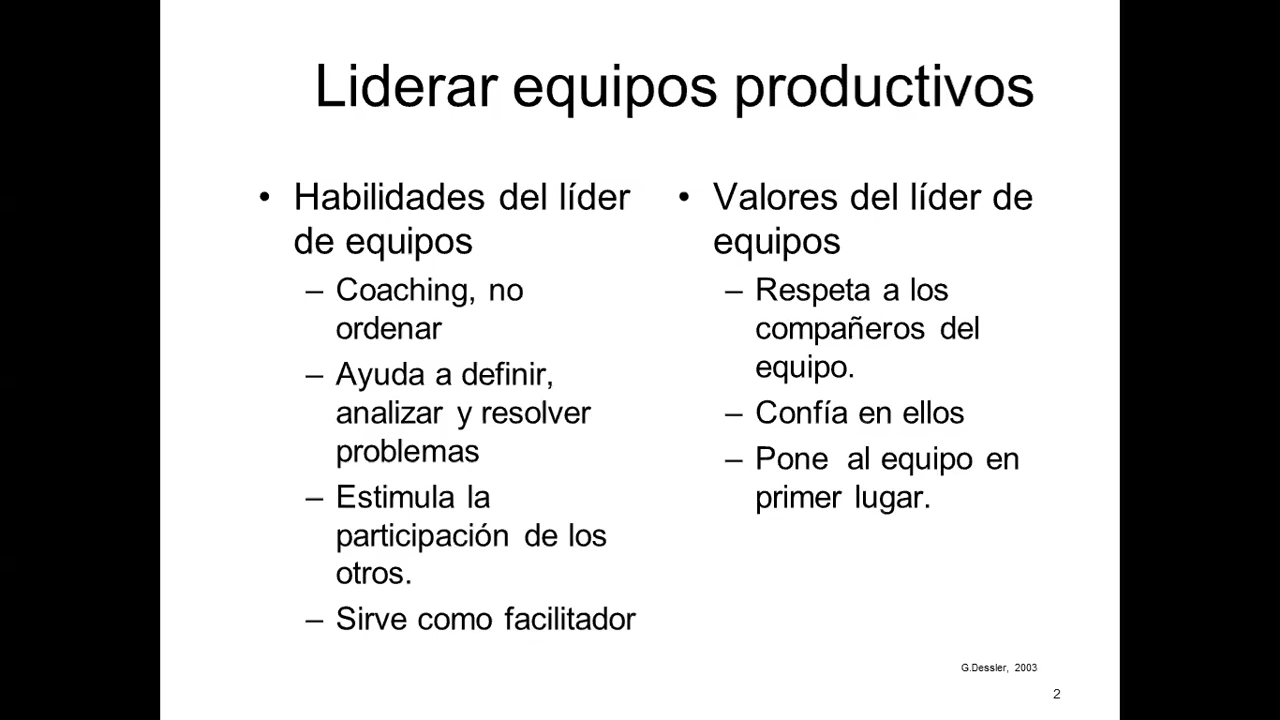 Liderar equipos productivos
• Habilidades del líder
de equipos
– Coaching, no
ordenar
– Ayuda a definir,
analizar y resolver
problemas
– Estimula la
participación de los
otros.
– Sirve como facilitador
• Valores del líder de
equipos
– Respeta a los
compañeros del
equipo.
– Confía en ellos
– Pone al equipo en
primer lugar.
G.Dessler, 2003
2